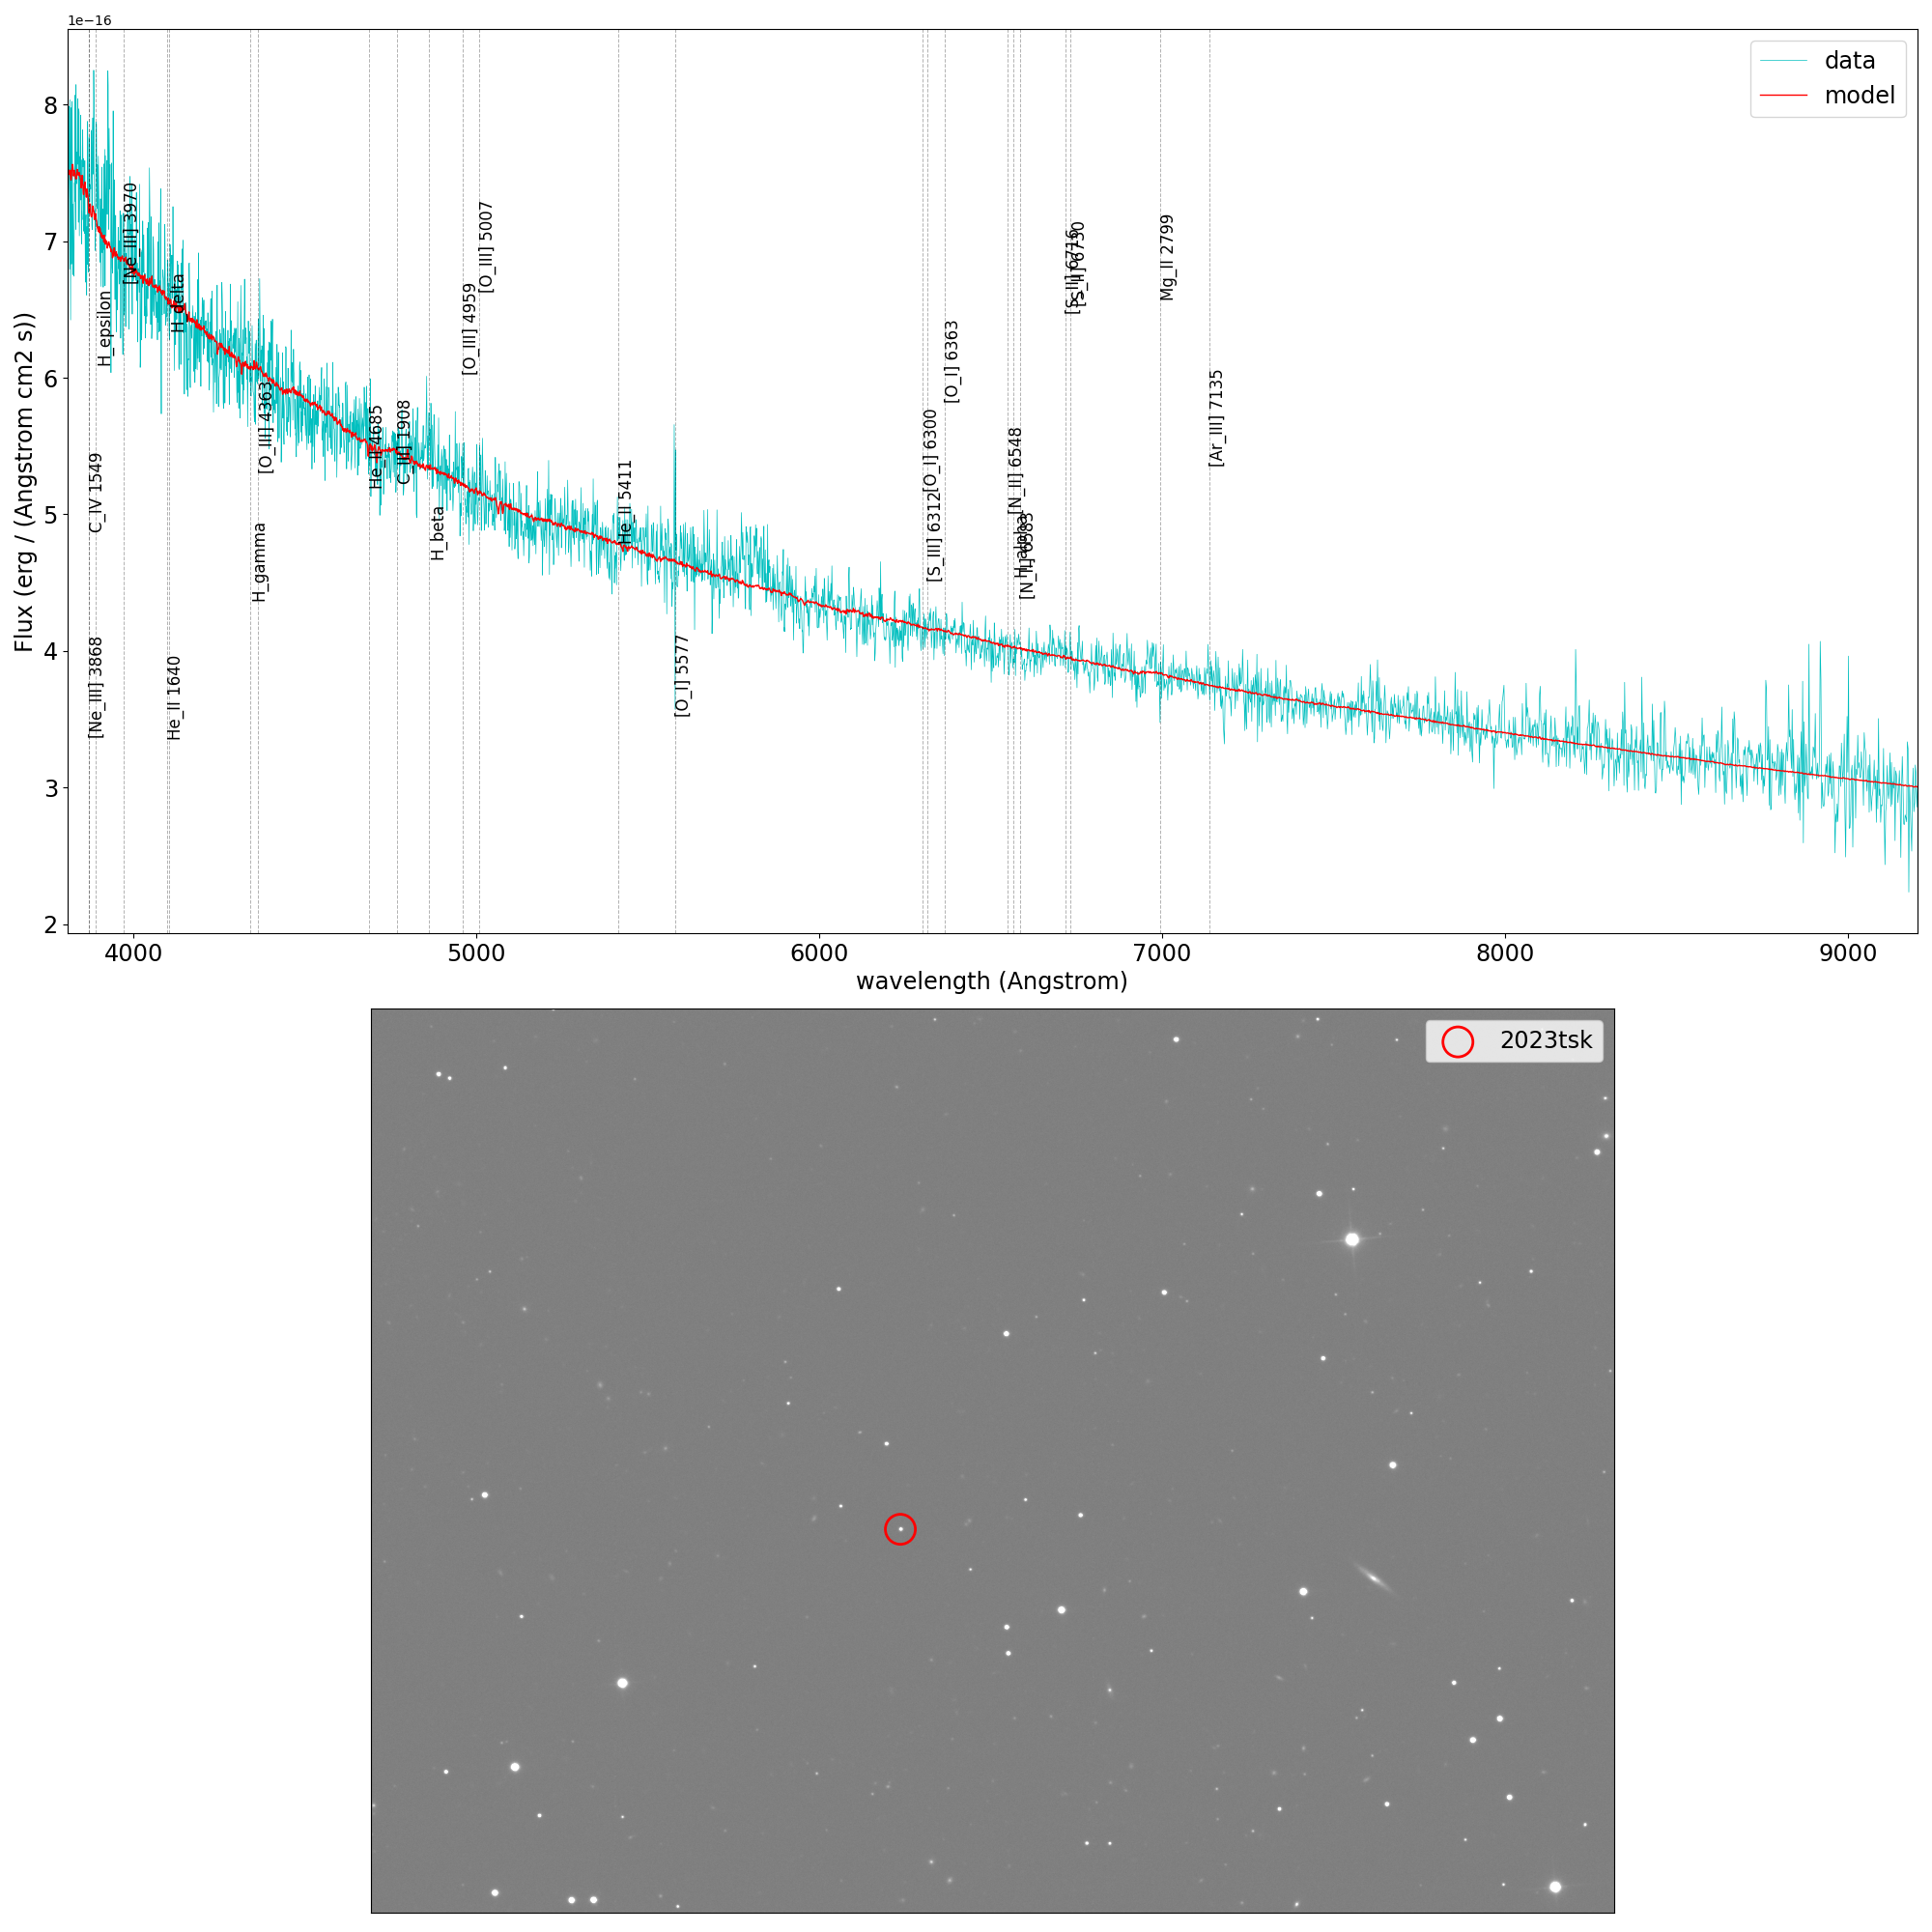 1e−16
data
model
8
7
6
5
4
3
2
Flux (erg / (Angstrom cm2 s))
[Ne_III] 3868
C_IV 1549
H_epsilon
[Ne_III] 3970
He_II 1640
H_delta
H_gamma
[O_III] 4363
He_II 4685
C_III] 1908
H_beta
[O_III] 4959
[O_III] 5007
He_II 5411
[O_I] 5577
[O_I] 6300
[S_III] 6312
[O_I] 6363
[N_II] 6548
H_alpha
[N_II] 6583
[S_II] 6716
[S_II] 6730
Mg_II 2799
[Ar_III] 7135
4000 5000 6000 7000 8000 9000
wavelength (Angstrom)
2023tsk